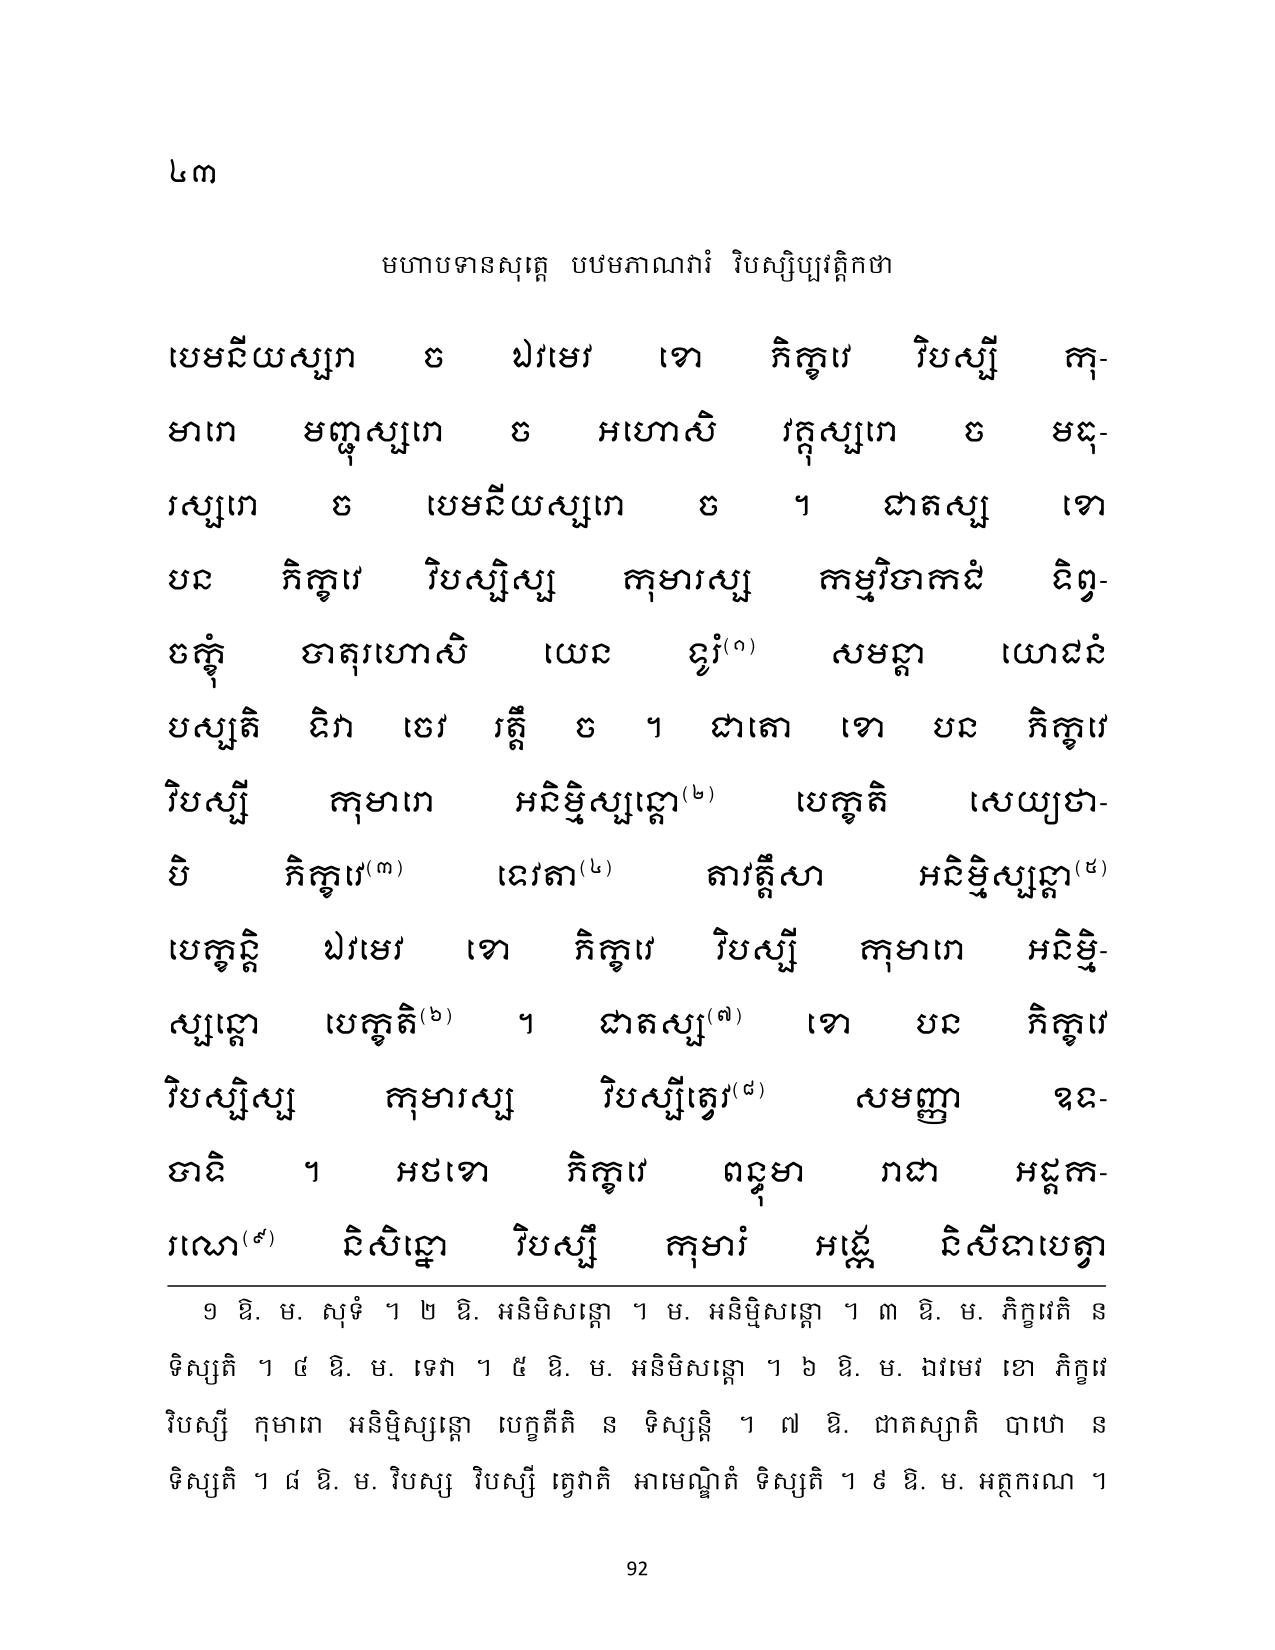 ៤៣
មហាបទានសុត្តេ បឋមភាណវារំ វិបស្សិប្បវត្តិកថា
បេមនីយស្សរា ច ឯវមេវ ខោ ភិក្ខវេ វិបស្សី កុ-
មារោ មញ្ជុស្សរោ ច អហោសិ វគ្គុស្សរោ ច មធុ-
រស្សរោ ច បេមនីយស្សរោ ច ។ ជាតស្ស ខោ
បន ភិក្ខវេ វិបស្សិស្ស កុមារស្ស កម្មវិបាកជំ ទិព្វ-
ចក្ខុំ បាតុរហោសិ យេន ទូរំ(១) សមន្តា យោជនំ
បស្សតិ ទិវា ចេវ រត្តឹ ច ។ ជាតោ ខោ បន ភិក្ខវេ
វិបស្សី កុមារោ អនិម្មិស្សន្តោ(២) បេក្ខតិ សេយ្យថា-
បិ ភិក្ខវេ(៣) ទេវតា(៤) តាវត្តឹសា អនិម្មិស្សន្តា(៥)
បេក្ខន្តិ ឯវមេវ ខោ ភិក្ខវេ វិបស្សី កុមារោ អនិម្មិ-
ស្សន្តោ បេក្ខតិ(៦) ។ ជាតស្ស(៧) ខោ បន ភិក្ខវេ
វិបស្សិស្ស កុមារស្ស វិបស្សីត្វេវ(៨) សមញ្ញា ឧទ-
បាទិ ។ អថខោ ភិក្ខវេ ពន្ធុមា រាជា អដ្តក-
រណេ(៩) និសិន្នោ វិបស្សឹ កុមារំ អង្កេ និសីទាបេត្វា
១ ឱ. ម. សុទំ ។ ២ ឱ. អនិមិសន្តោ ។ ម. អនិម្មិសន្តោ ។ ៣ ឱ. ម. ភិក្ខវេតិ ន
ទិស្សតិ ។ ៤ ឱ. ម. ទេវា ។ ៥ ឱ. ម. អនិមិសន្តោ ។ ៦ ឱ. ម. ឯវមេវ ខោ ភិក្ខវេ
វិបស្សី កុមារោ អនិម្មិស្សន្តោ បេក្ខតីតិ ន ទិស្សន្តិ ។ ៧ ឱ. ជាតស្សាតិ បាឋោ ន
ទិស្សតិ ។ ៨ ឱ. ម. វិបស្ស វិបស្សី ត្វេវាតិ អាមេណ្ឌិតំ ទិស្សតិ ។ ៩ ឱ. ម. អត្ថករណ ។
92